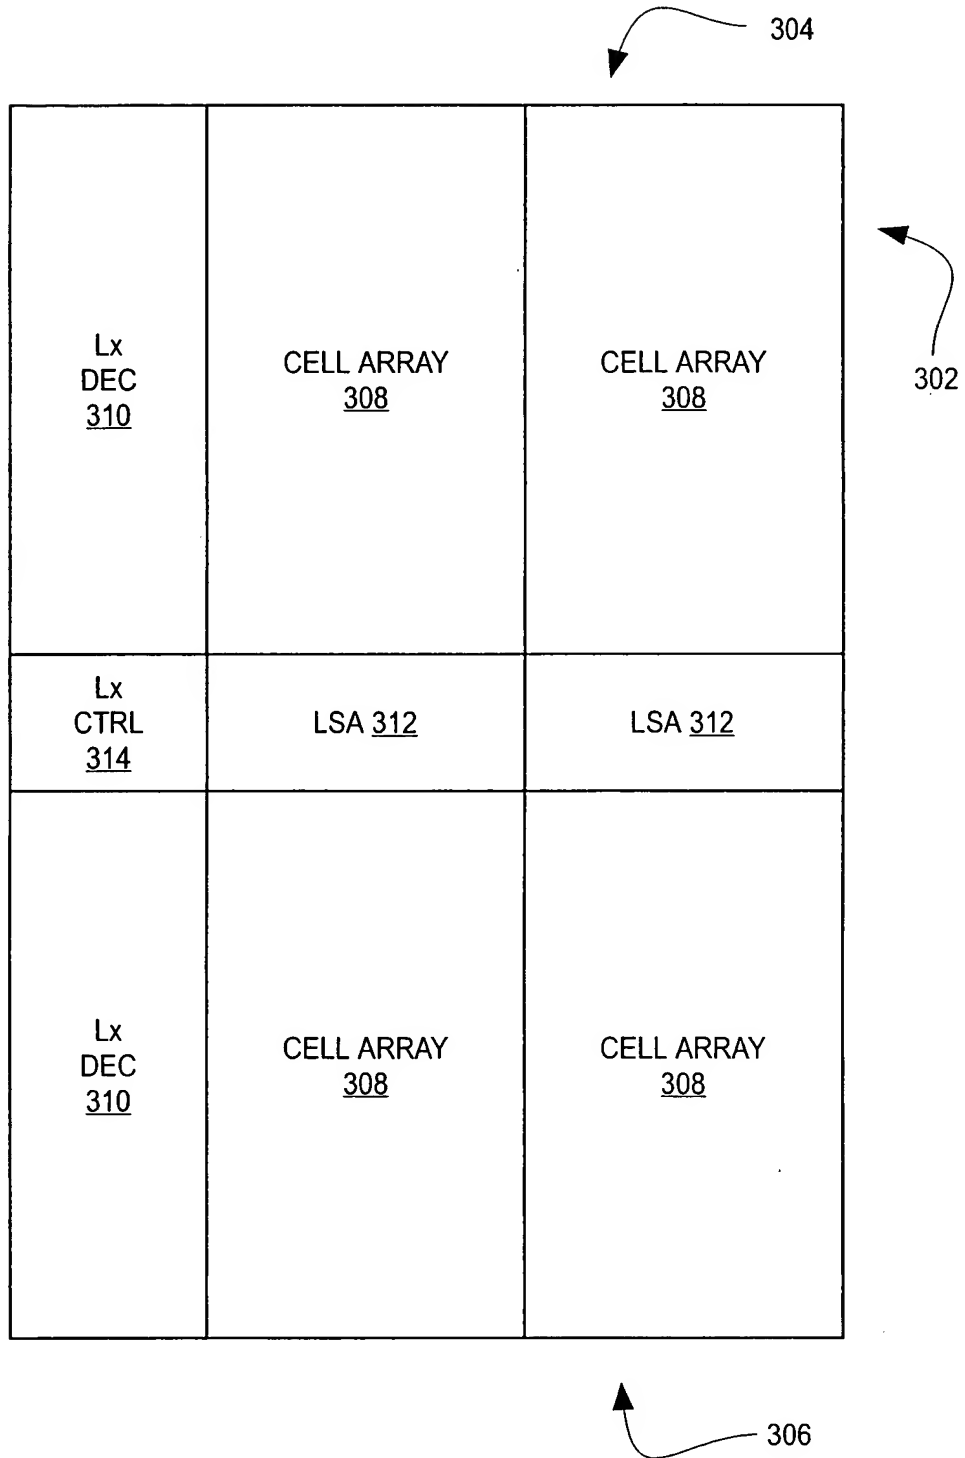 304
302
Lx
DEC
310
CELL ARRAY
308
CELL ARRAY
308
Lx
CTRL
314
LSA 312
LSA 312
Lx
DEC
310
CELL ARRAY
308
CELL ARRAY
308
306